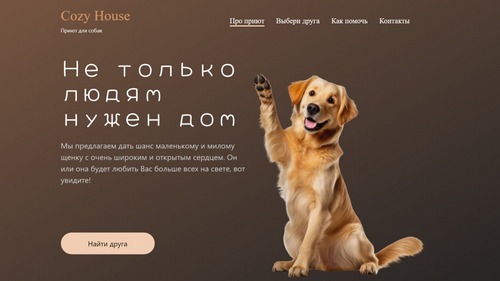 Cozy House
Приют для собак
Про приют Выбери друга Как помочь Контакты
Не только
людям
нужен дом
Мы предлагаем дать шанс маленькому и милому
щенку с очень широким и открытым сердцем. Он
или она будет любить Вас больше всех на свете, вот
увидите!
Найти друга